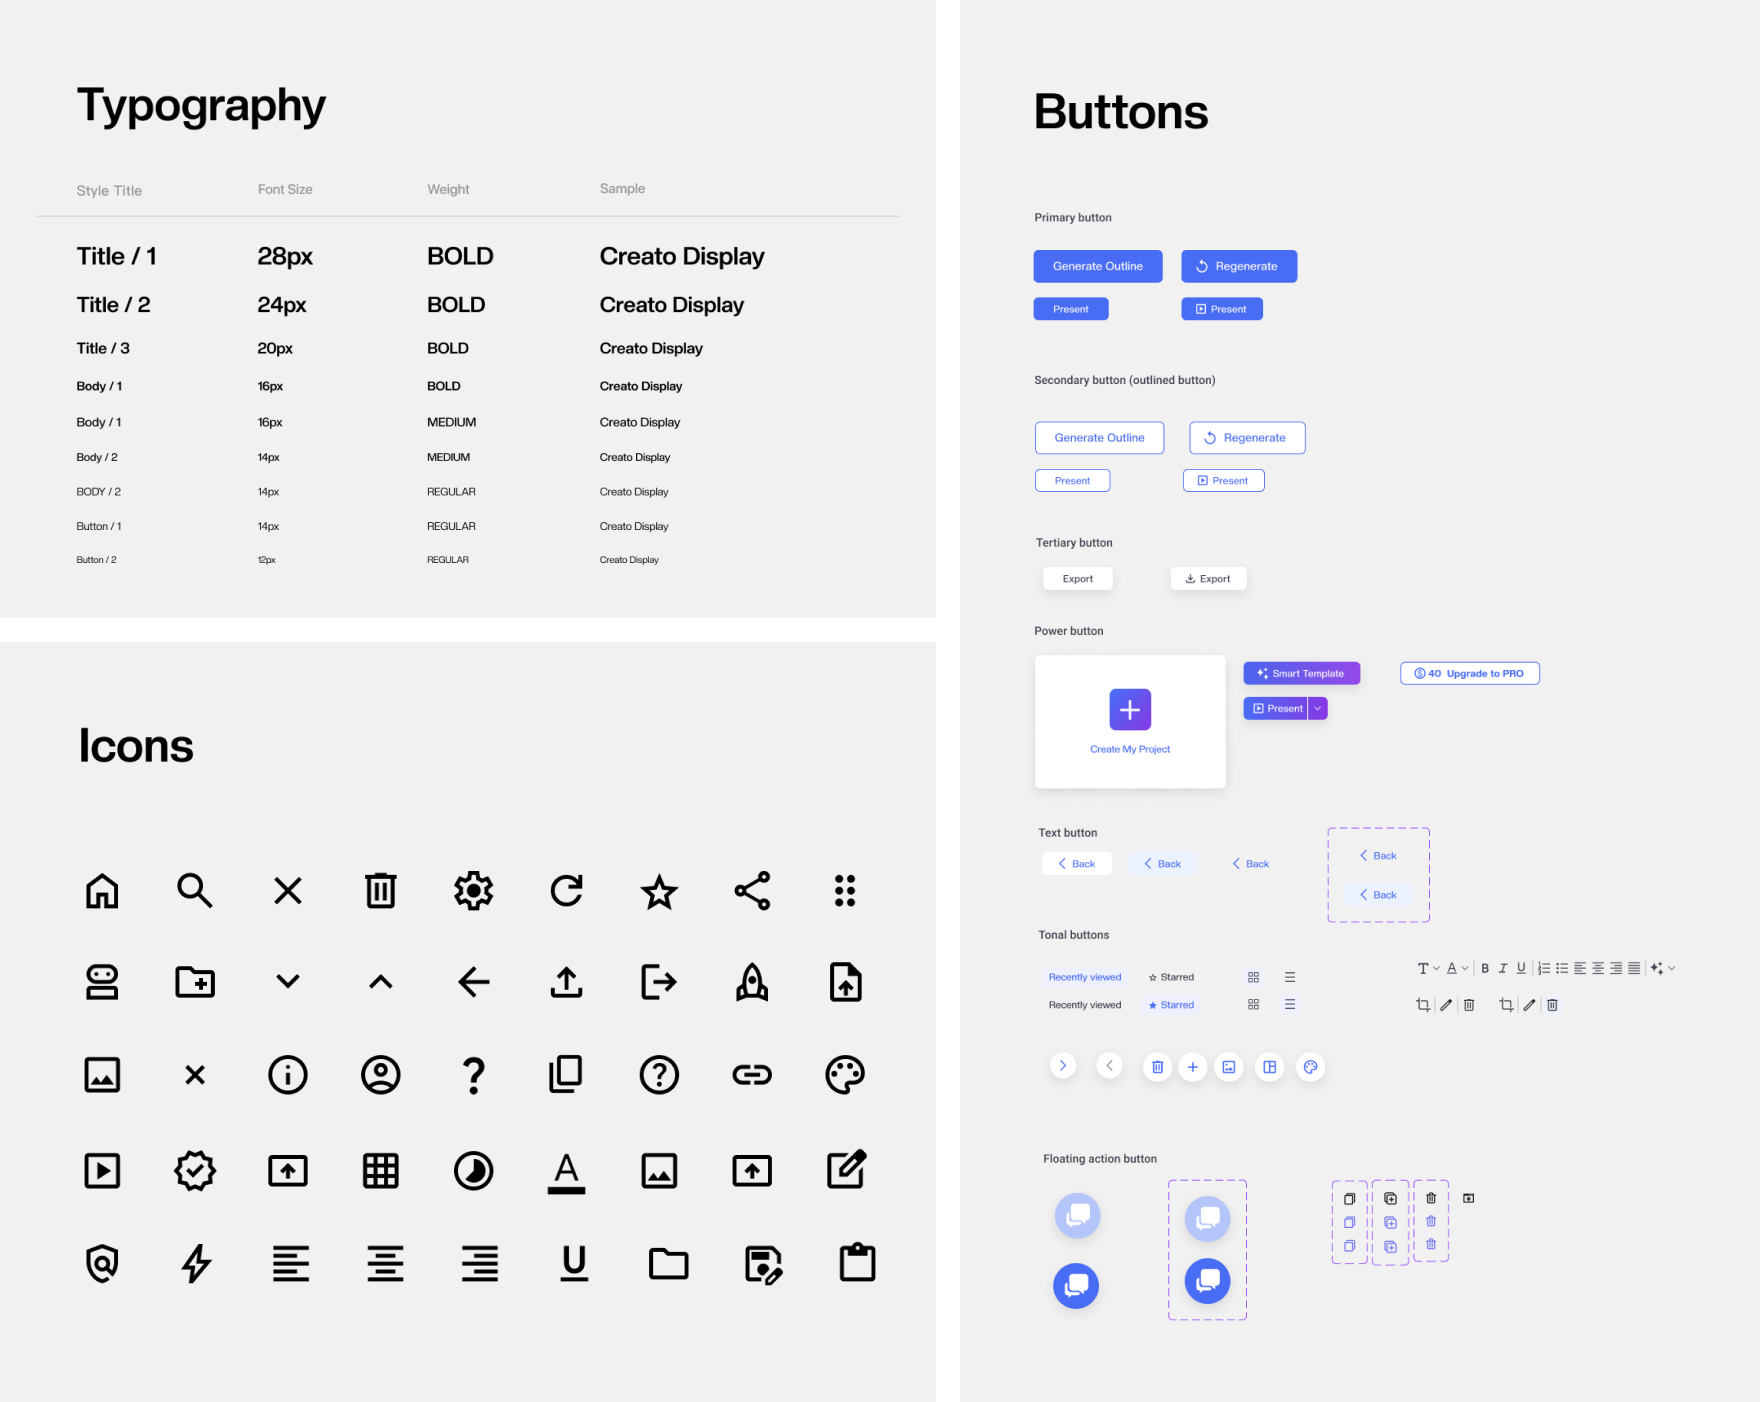 Typography
Style Title Font Size Weight Sample
Title / 1 28px BOLD Creato Display
Title / 2 24px BOLD Creato Display
Title / 3 20px BOLD Creato Display
Body / 1 16px BOLD Creato Display
Body / 1 16px MEDIUM Creato Display
Body / 2 14px MEDIUM Creato Display
BODY / 2 14px REGULAR Creato Display
Button / 1 14px REGULAR Creato Display
Button / 2 12px REGULAR Creato Display
Icons
Buttons
Primary button
Generate Outline Regenerate
Present Present
Secondary button (outlined button)
Generate Outline Regenerate
Present Present
Tertiary button
Export Export
Power button
Create My Project
Smart Template 40 Upgrade to PRO
Present
Text button
Back Back Back Back
Back
Tonal buttons
Recently viewed Starred
Recently viewed Starred
T A B I U
Floating action button